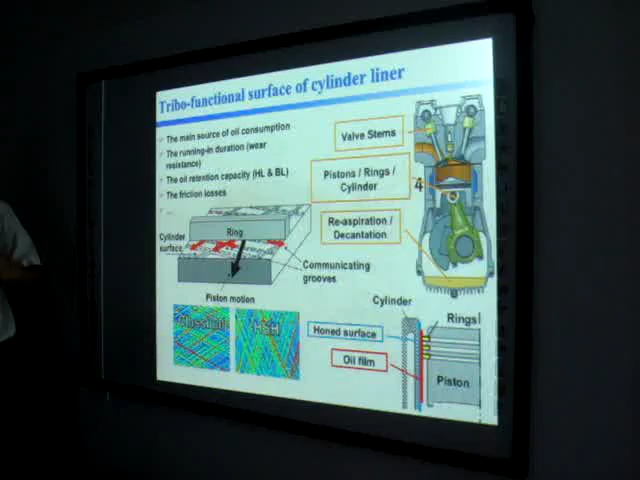 Tribo-functional surface of cylinder liner
The main source of oil consumption
The running-in duration (wear
resistance)
The oil retention capacity (HL & BL)
The friction losses
Valve Stems
Pistons / Rings /
Cylinder
4
Re-aspiration /
Decantation
Ring
Cylinder
surface
Communicating
grooves
Piston motion
Classical
HSH
Cylinder
Rings
Honed surface
Oil film
Piston